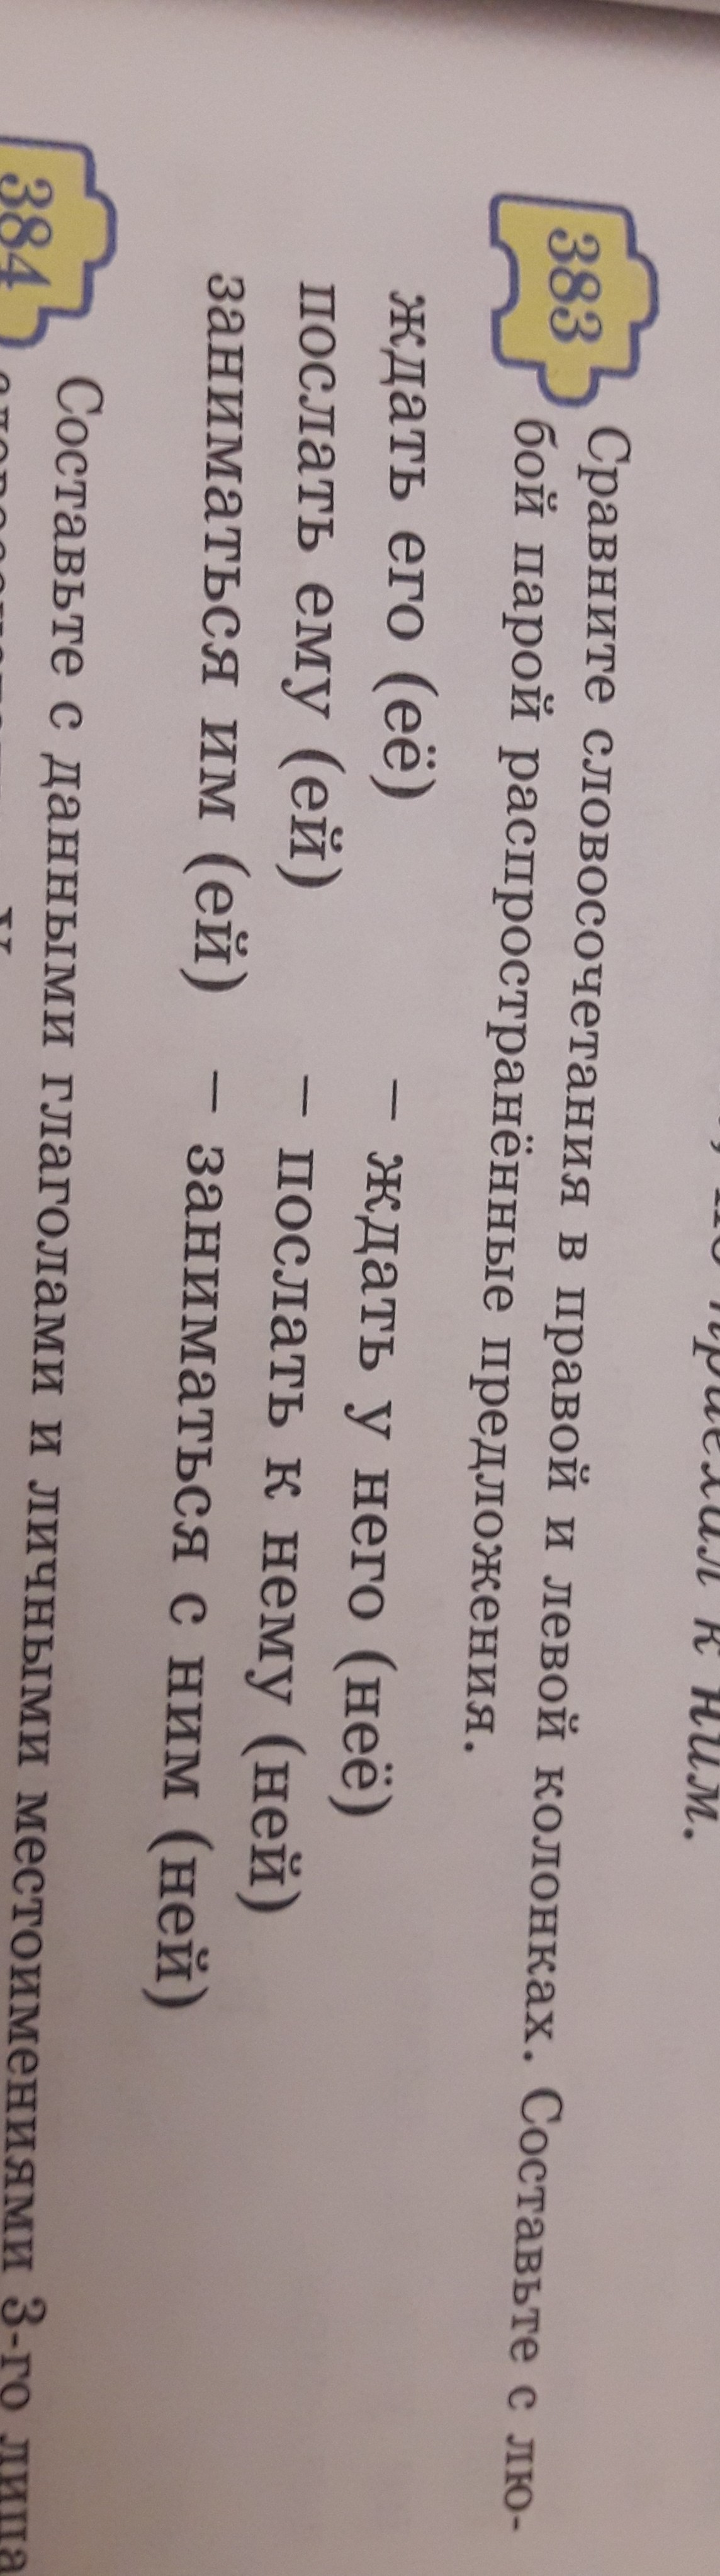 к ним.
383
Сравните словосочетания в правой и левой колонках. Составьте с лю-
бой парой распространённые предложения.
ждать его (её) – ждать у него (неё)
послать ему (ей) – послать к нему (ней)
заниматься им (ей) – заниматься с ним (ней)
384
Составьте с данными глаголами и личными местоимениями 3-го лица